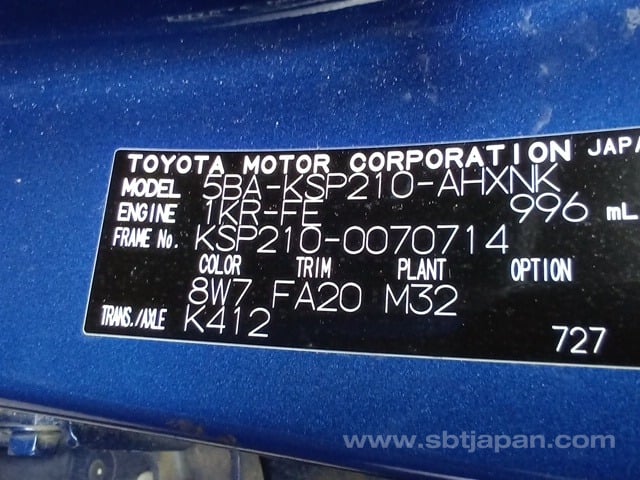 TOYOTA MOTOR CORPORATION JAPA
MODEL 5BA-KSP210-AHXNK
ENGINE 1KR-FE 996 mL
FRAME No. KSP210-0070714
COLOR TRIM PLANT OPTION
8W7 FA20 M32
TRANS./AXLE K412
727
www.sbtjapan.com